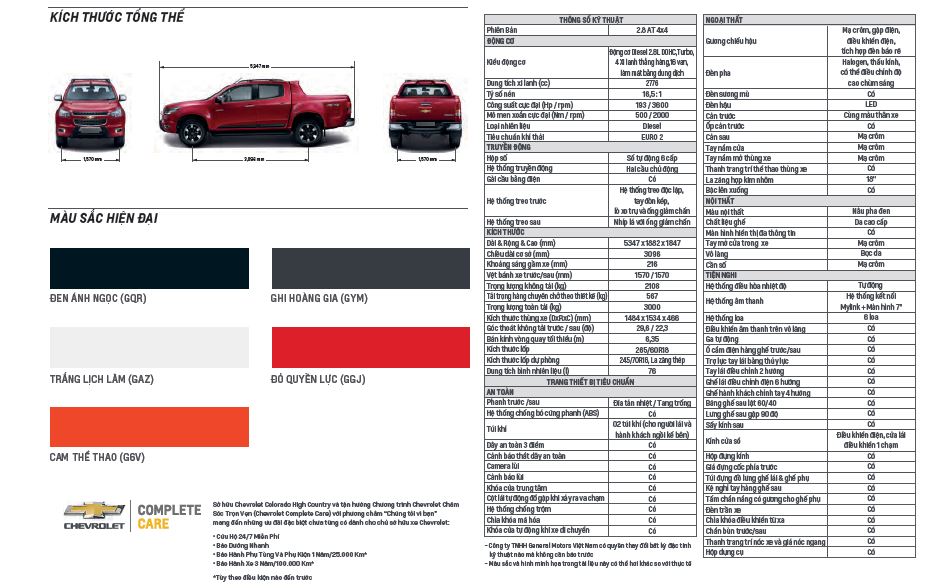 KÍCH THƯỚC TỔNG THỂ
5,347 mm
1,570 mm
3,096 mm
1,570 mm
MÀU SẮC HIỆN ĐẠI
ĐEN ÁNH NGỌC (GQR)
GHI HOÀNG GIA (GYM)
TRẮNG LỊCH LÃM (GAZ)
ĐỎ QUYỀN LỰC (GGJ)
CAM THỂ THAO (G6V)
CHEVROLET
COMPLETE
CARE
Sở hữu Chevrolet Colorado High Country và tận hưởng Chương trình Chevrolet Chăm
Sóc Trọn Vẹn (Chevrolet Complete Care) với phương châm "Chúng tôi vì bạn"
mang đến những ưu đãi đặc biệt chưa từng có dành cho chủ sở hữu xe Chevrolet:
• Cứu Hộ 24/7 Miễn Phí
• Bảo Dưỡng Nhanh
• Bảo Hành Phụ Tùng Và Phụ Kiện 1 Năm/25.000 Km*
• Bảo Hành Xe 3 Năm/100.000 Km*
*Tùy theo điều kiện nào đến trước
THÔNG SỐ KỸ THUẬT
Phiên Bản 2.8 AT 4x4
ĐỘNG CƠ
Kiểu động cơ Động cơ Diesel 2.8L DOHC,Turbo,
4 Xi lanh thẳng hàng,16 van,
làm mát bằng dung dịch
Dung tích xi lanh (cc) 2776
Tỷ số nén 16,5 : 1
Công suất cực đại (Hp / rpm) 193 / 3600
Mô men xoắn cực đại (Nm / rpm) 500 / 2000
Loại nhiên liệu Diesel
Tiêu chuẩn khí thải EURO 2
TRUYỀN ĐỘNG
Hộp số Số tự động 6 cấp
Hệ thống truyền động Hai cầu chủ động
Gài cầu bằng điện Có
Hệ thống treo trước Hệ thống treo độc lập,
tay đòn kép,
lò xo trụ và ống giảm chấn
Hệ thống treo sau Nhíp lá với ống giảm chấn
KÍCH THƯỚC
Dài & Rộng & Cao (mm) 5347 x 1882 x 1847
Chiều dài cơ sở (mm) 3096
Khoảng sáng gầm xe (mm) 216
Vệt bánh xe trước/sau (mm) 1570 / 1570
Trọng lượng không tải (kg) 2108
Tải trọng hàng chuyên chở theo thiết kế (kg) 567
Trọng lượng toàn tải (kg) 3000
Kích thước thùng xe (DxRxC) (mm) 1484 x 1534 x 466
Góc thoát không tải trước / sau (độ) 29,6 / 22,3
Bán kính vòng quay tối thiểu (m) 6,35
Kích thước lốp 265/60R18
Kích thước lốp dự phòng 245/70R16, La zăng thép
Dung tích bình nhiên liệu (l) 76
TRANG THIẾT BỊ TIÊU CHUẨN
AN TOÀN
Phanh trước /sau Đĩa tản nhiệt / Tang trống
Hệ thống chống bó cứng phanh (ABS) Có
Túi khí 02 túi khí (cho người lái và
hành khách ngồi kế bên)
Dây an toàn 3 điểm Có
Cảnh báo thắt dây an toàn Có
Camera lùi Có
Cảnh báo lùi Có
Khóa cửa trung tâm Có
Cột lái tự động đổ gập khi xảy ra va chạm Có
Hệ thống chống trộm Có
Chìa khóa mã hóa Có
Khóa cửa tự động khi xe di chuyển Có
- Công ty TNHH General Motors Việt Nam có quyền thay đổi bất kỳ đặc tính
kỹ thuật nào mà không cần báo trước
- Màu sắc và hình minh họa trong tài liệu này có thể hơi khác so với thực tế
NGOẠI THẤT
Gương chiếu hậu Mạ crôm, gập điện,
điều khiển điện,
tích hợp đèn báo rẽ
Đèn pha Halogen, thấu kính,
có thể điều chỉnh độ
cao chùm sáng
Đèn sương mù Có
Đèn hậu LED
Cản trước Cùng màu thân xe
Ốp cản trước Có
Cản sau Mạ crôm
Tay nắm cửa Mạ crôm
Tay nắm mở thùng xe Mạ crôm
Thanh trang trí thể thao thùng xe Có
La zăng hợp kim nhôm 18"
Bậc lên xuống Có
NỘI THẤT
Màu nội thất Nâu pha đen
Chất liệu ghế Da cao cấp
Màn hình hiển thị đa thông tin Có
Tay mở cửa trong xe Mạ crôm
Vô lăng Bọc da
Cần số Mạ crôm
TIỆN NGHI
Hệ thống điều hòa nhiệt độ Tự động
Hệ thống âm thanh Hệ thống kết nối
Mylink + Màn hình 7"
Hệ thống loa 6 loa
Điều khiển âm thanh trên vô lăng Có
Ga tự động Có
Ổ cắm điện hàng ghế trước/sau Có
Trợ lực tay lái bằng thủy lực Có
Tay lái điều chỉnh 2 hướng Có
Ghế lái điều chỉnh điện 6 hướng Có
Ghế hành khách chỉnh tay 4 hướng Có
Băng ghế sau lật 60/40 Có
Lưng ghế sau gập 90 độ Có
Sấy kính sau Có
Kính cửa sổ Điều khiển điện, cửa lái
điều khiển 1 chạm
Hộp đựng kính Có
Giá đựng cốc phía trước Có
Túi đựng đồ lưng ghế lái & ghế phụ Có
Kệ nghỉ tay hàng ghế sau Có
Tấm chắn nắng có gương cho ghế phụ Có
Đèn trần xe Có
Chìa khóa điều khiển từ xa Có
Chắn bùn trước/sau Có
Thanh trang trí nóc xe và giá nóc ngang Có
Hộp dụng cụ Có